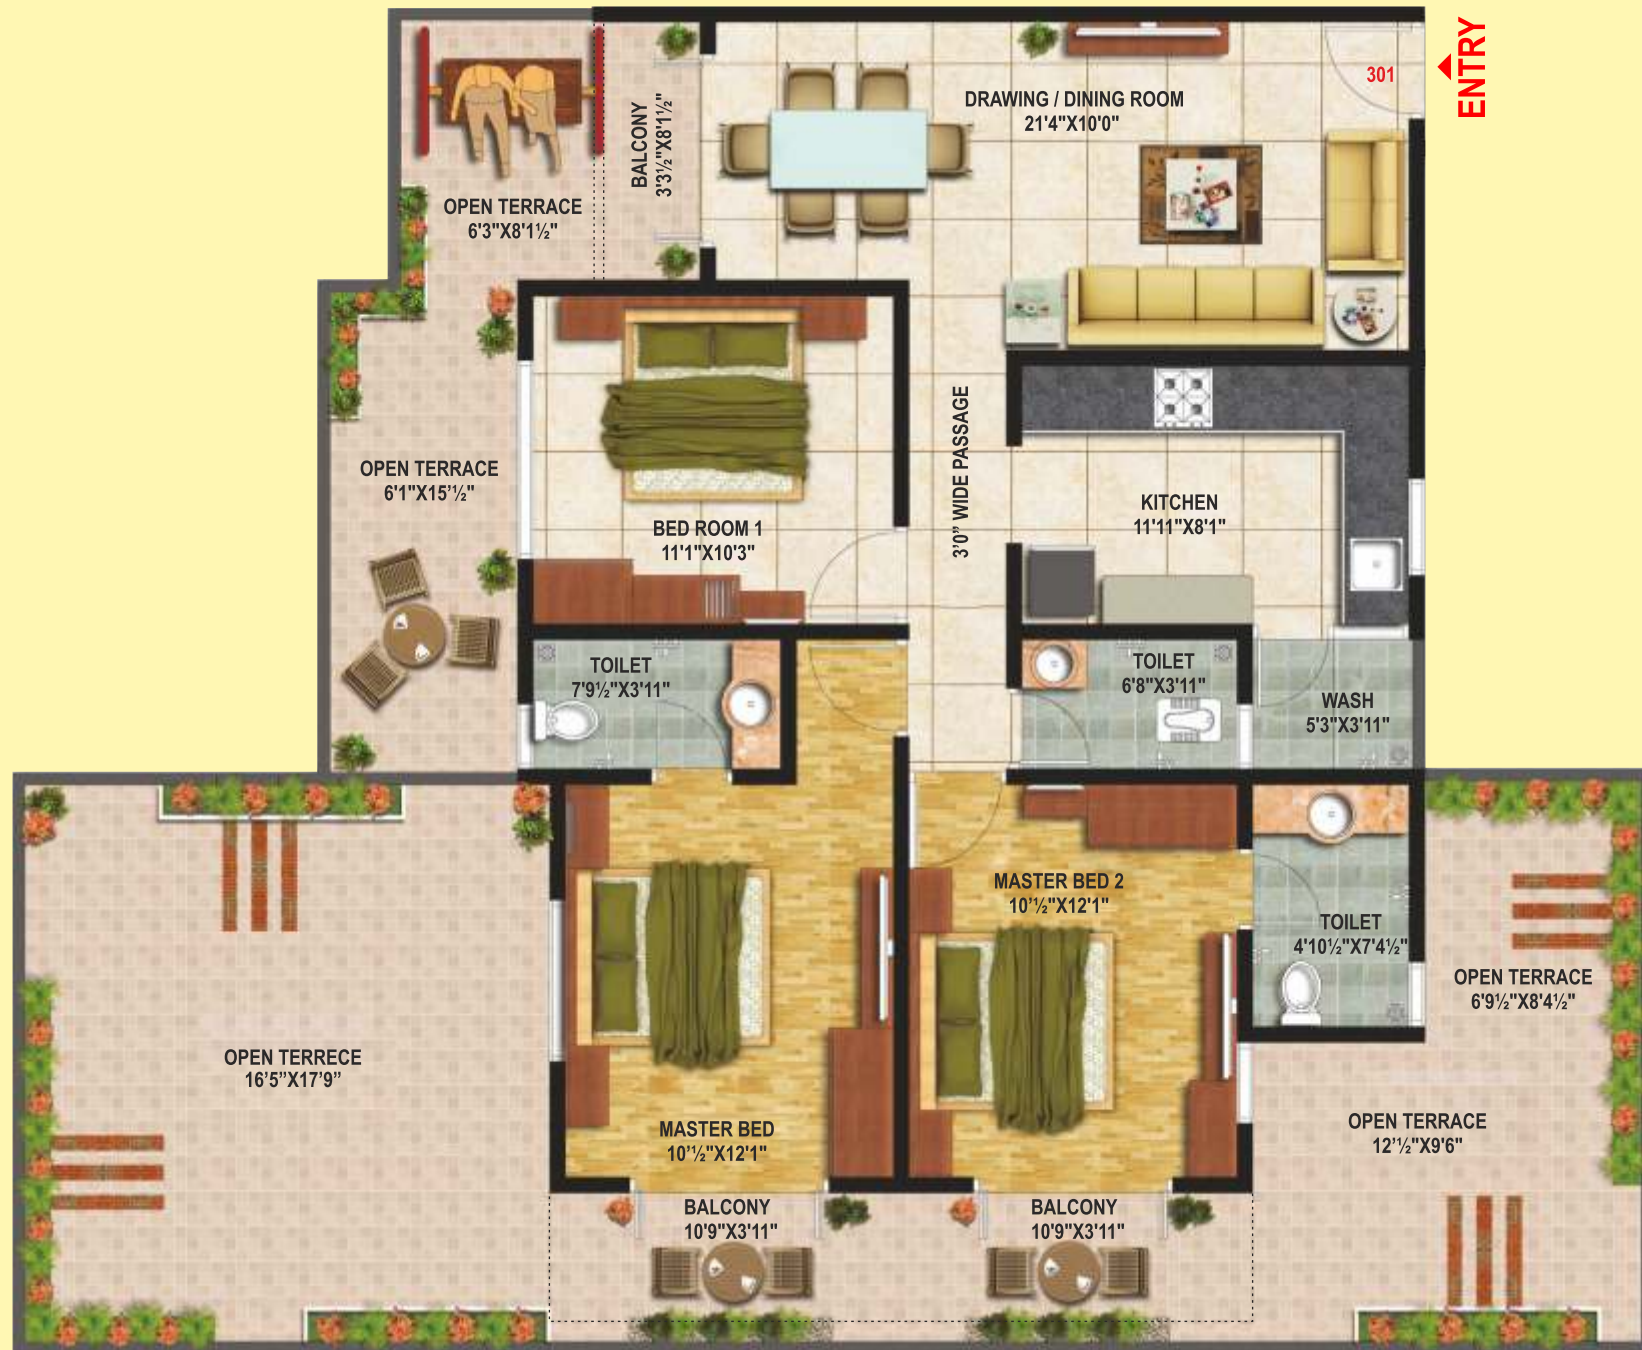 ENTRY
301
DRAWING / DINING ROOM
21'4"X10'0"
BALCONY
3'3½"X8'1½"
OPEN TERRACE
6'3"X8'1½"
OPEN TERRACE
6'1"X15'½"
BED ROOM 1
11'1"X10'3"
3'0" WIDE PASSAGE
KITCHEN
11'11"X8'1"
TOILET
7'9½"X3'11"
TOILET
6'8"X3'11"
WASH
5'3"X3'11"
MASTER BED 2
10'½"X12'1"
TOILET
4'10½"X7'4½"
OPEN TERRACE
6'9½"X8'4½"
OPEN TERRECE
16'5"X17'9"
MASTER BED
10'½"X12'1"
OPEN TERRACE
12'½"X9'6"
BALCONY
10'9"X3'11"
BALCONY
10'9"X3'11"